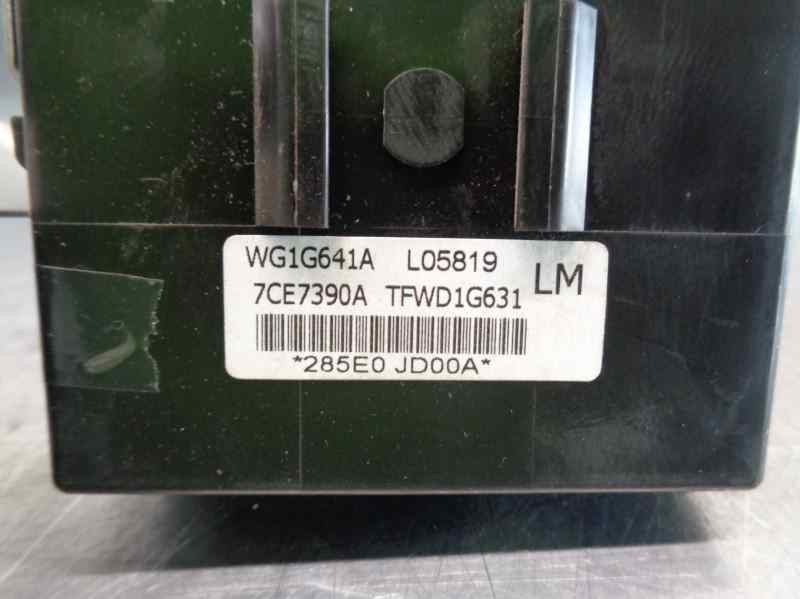 WG1G641A L05819
7CE7390A TFWD1G631 LM
*285E0 JD00A*